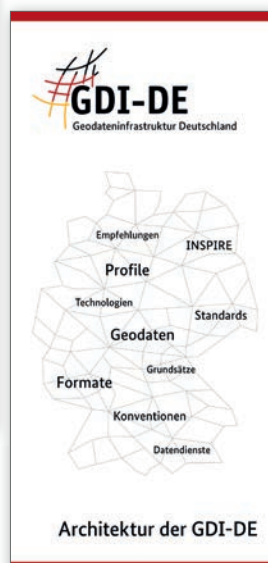 GDI-DE
Geodateninfrastruktur Deutschland
Empfehlungen
INSPIRE
Profile
Technologien
Standards
Geodaten
Grundsätze
Formate
Konventionen
Datendienste
Architektur der GDI-DE